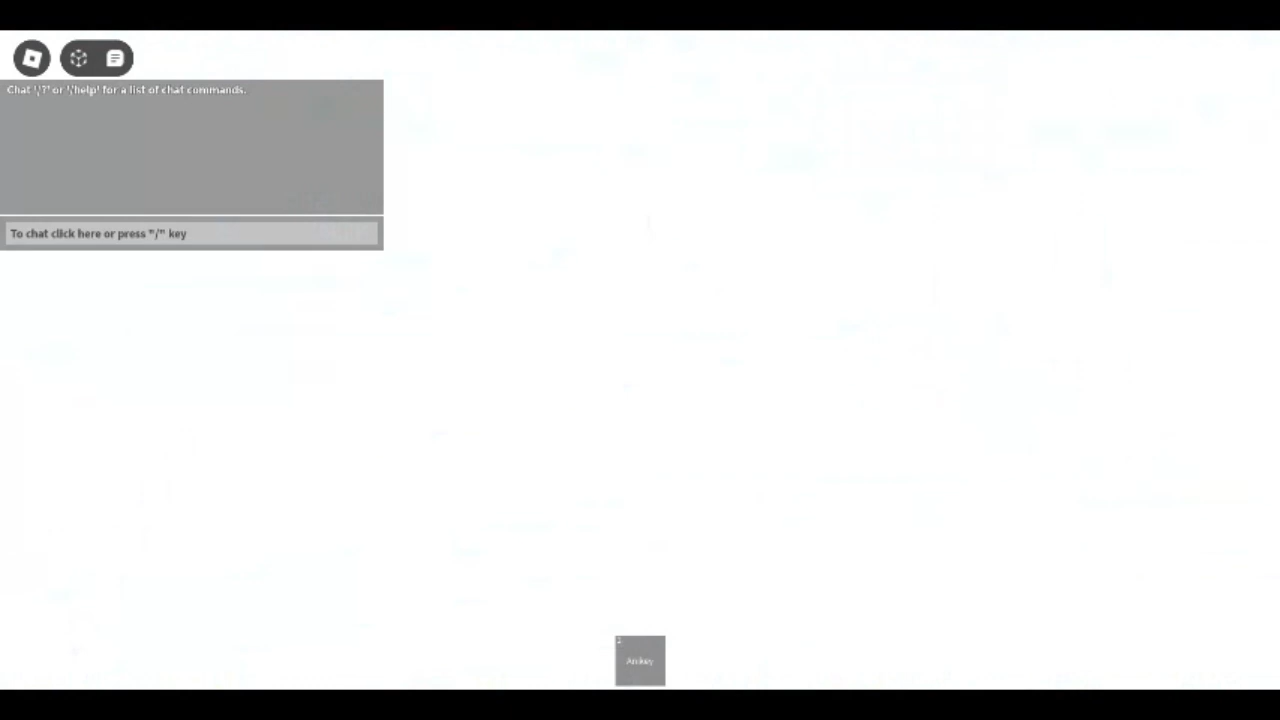 Chat '/?' or '/help' for a list of chat commands.
To chat click here or press "/" key